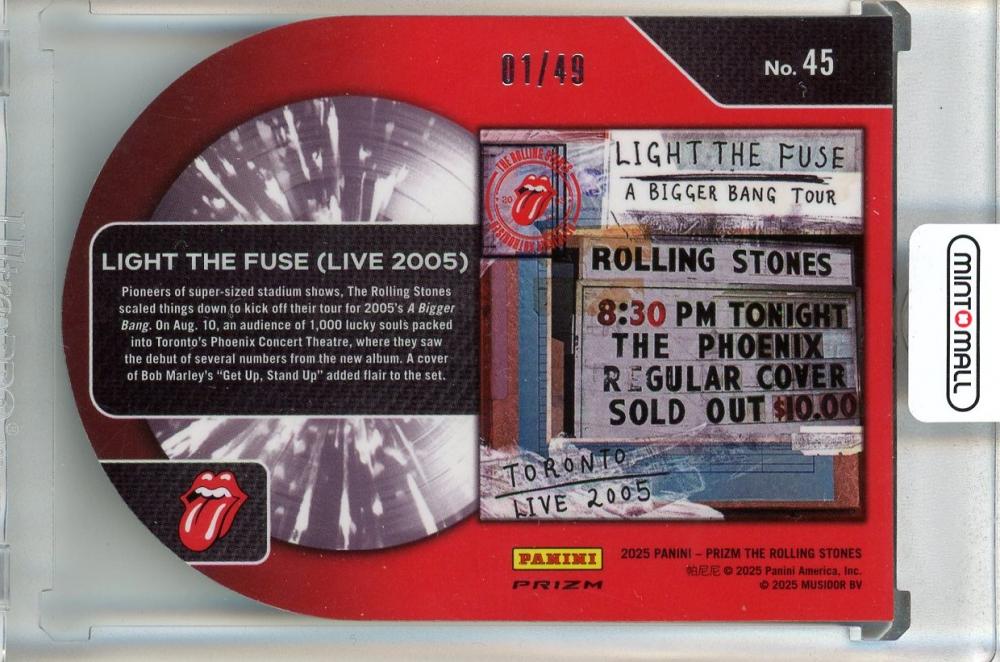 01/49
No. 45
LIGHT THE FUSE (LIVE 2005)
Pioneers of super-sized stadium shows, The Rolling Stones
scaled things down to kick off their tour for 2005's A Bigger
Bang. On Aug. 10, an audience of 1,000 lucky souls packed
into Toronto's Phoenix Concert Theatre, where they saw
the debut of several numbers from the new album. A cover
of Bob Marley's "Get Up, Stand Up" added flair to the set.
THE ROLLING STONES
LIGHT THE FUSE
A BIGGER BANG TOUR
ROLLING STONES
8:30 PM TONIGHT
THE PHOENIX
REGULAR COVER
SOLD OUT $10.00
TORONTO
LIVE 2005
PANINI
PRIZM
2025 PANINI – PRIZM THE ROLLING STONES
帕尼尼 © 2025 Panini America, Inc.
© 2025 MUSIDOR BV
MINT MALL